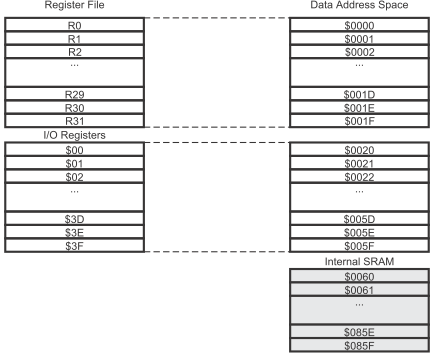 Register File Data Address Space
R0 $0000
R1 $0001
R2 $0002
... ...
R29 $001D
R30 $001E
R31 $001F
I/O Registers
$00 $0020
$01 $0021
$02 $0022
... ...
$3D $005D
$3E $005E
$3F $005F
Internal SRAM
$0060
$0061
...
$085E
$085F